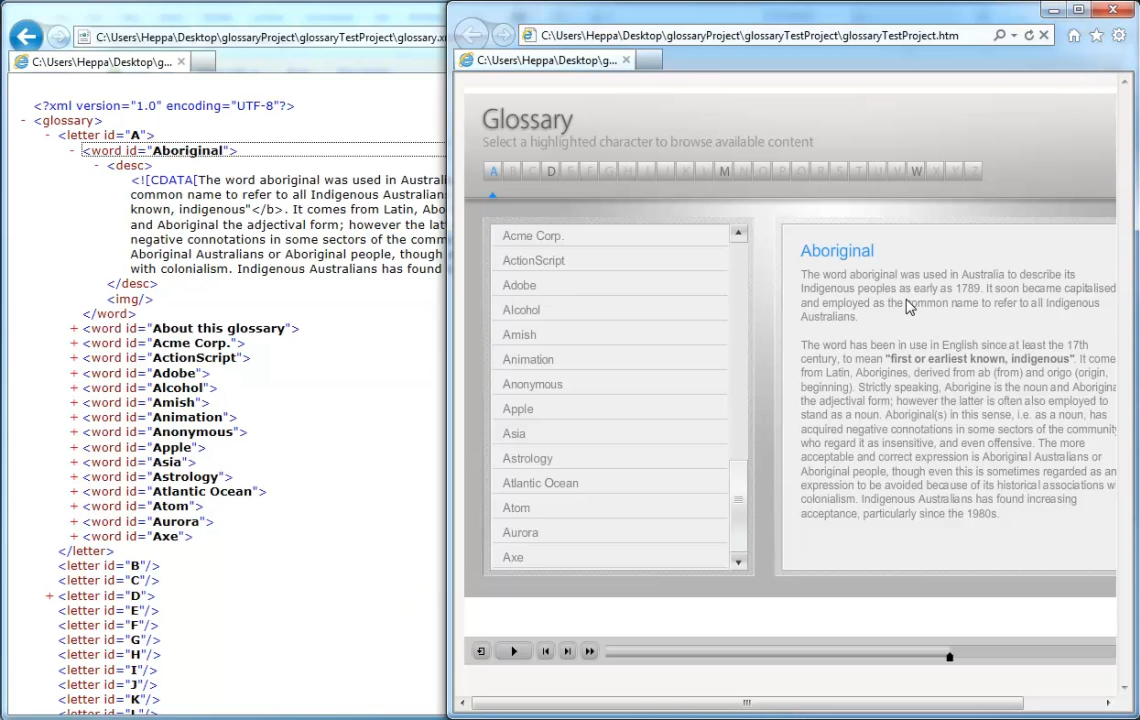 C:\Users\Heppa\Desktop\glossaryProject\glossaryTestProject\glossary.x
C:\Users\Heppa\Desktop\g...
<?xml version="1.0" encoding="UTF-8"?>
- <glossary>
- <letter id="A">
- <word id="Aboriginal">
- <desc>
<![CDATA[The word aboriginal was used in Austral
common name to refer to all Indigenous Australians
known, indigenous"</b>. It comes from Latin, Abo
and Aboriginal the adjectival form; however the lat
negative connotations in some sectors of the comm
Aboriginal Australians or Aboriginal people, though
with colonialism. Indigenous Australians has found
</desc>
<img/>
</word>
+ <word id="About this glossary">
+ <word id="Acme Corp.">
+ <word id="ActionScript">
+ <word id="Adobe">
+ <word id="Alcohol">
+ <word id="Amish">
+ <word id="Animation">
+ <word id="Anonymous">
+ <word id="Apple">
+ <word id="Asia">
+ <word id="Astrology">
+ <word id="Atlantic Ocean">
+ <word id="Atom">
+ <word id="Aurora">
+ <word id="Axe">
</letter>
<letter id="B"/>
<letter id="C"/>
+ <letter id="D">
<letter id="E"/>
<letter id="F"/>
<letter id="G"/>
<letter id="H"/>
<letter id="I"/>
<letter id="J"/>
<letter id="K"/>
C:\Users\Heppa\Desktop\glossaryProject\glossaryTestProject\glossaryTestProject.htm
C:\Users\Heppa\Desktop\g...
Glossary
Select a highlighted character to browse available content
A B C D E F G H I J K L M N O P Q R S T U V W X Y Z
Acme Corp.
ActionScript
Adobe
Alcohol
Amish
Animation
Anonymous
Apple
Asia
Astrology
Atlantic Ocean
Atom
Aurora
Axe
Aboriginal
The word aboriginal was used in Australia to describe its
Indigenous peoples as early as 1789. It soon became capitalised
and employed as the common name to refer to all Indigenous
Australians.
The word has been in use in English since at least the 17th
century, to mean "first or earliest known, indigenous". It come
from Latin, Aborigines, derived from ab (from) and origo (origin,
beginning). Strictly speaking, Aborigine is the noun and Aborigina
the adjectival form; however the latter is often also employed to
stand as a noun. Aboriginal(s) in this sense, i.e. as a noun, has
acquired negative connotations in some sectors of the community
who regard it as insensitive, and even offensive. The more
acceptable and correct expression is Aboriginal Australians or
Aboriginal people, though even this is sometimes regarded as an
expression to be avoided because of its historical associations w
colonialism. Indigenous Australians has found increasing
acceptance, particularly since the 1980s.